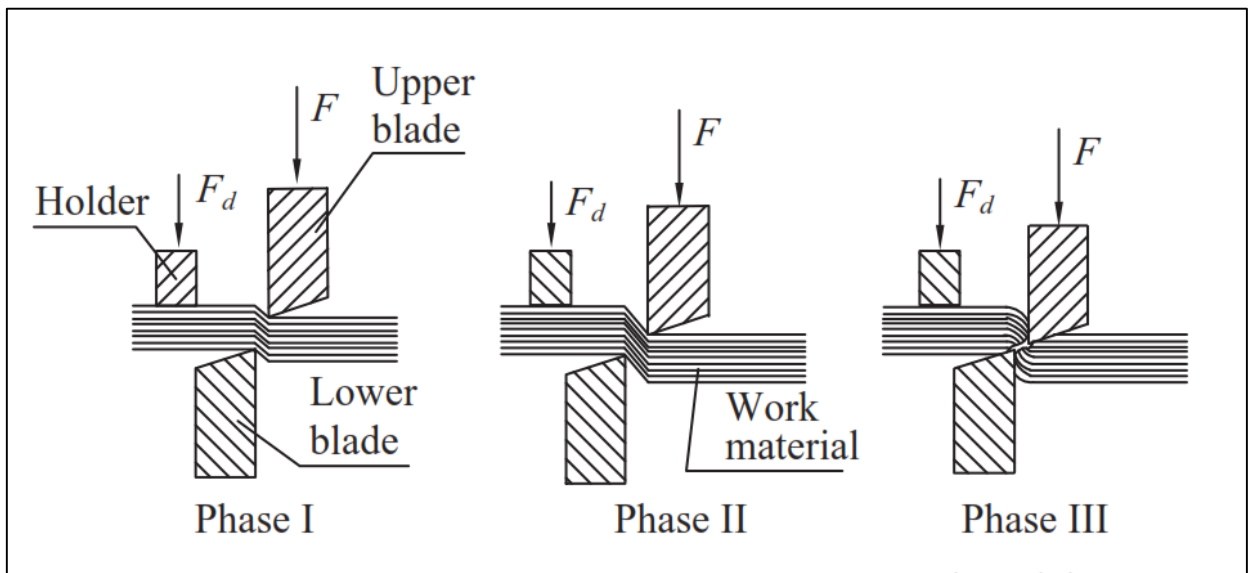 Upper
blade
F
F
F
Holder
F_d
F_d
F_d
Lower
blade
Work
material
Phase I
Phase II
Phase III